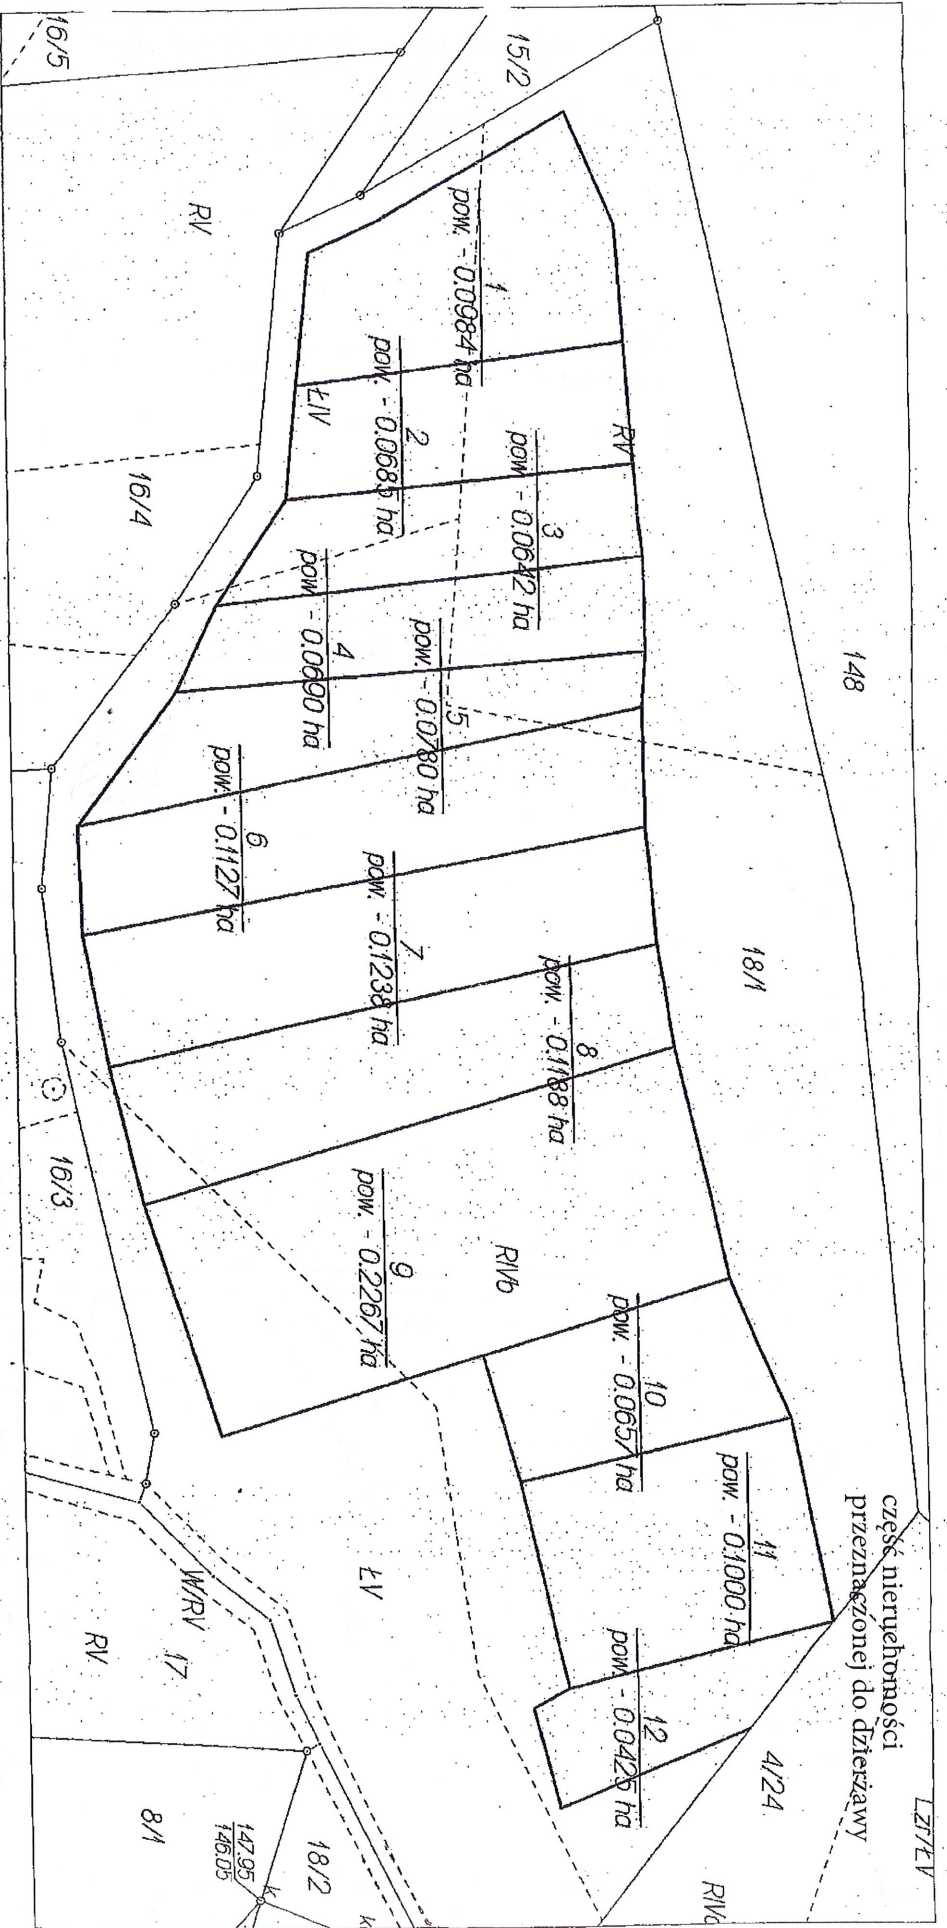 część nieruchomości
przeznaczonej do dzierżawy
16/5
15/2
RV
1
pow. - 0.0984 ha
2
pow. - 0.0685 ha
ŁIV
RV
3
pow - 0.0642 ha
16/4
4
pow - 0.0690 ha
5
pow. - 0.0780 ha
148
6
pow. - 0.1127 ha
7
pow. - 0.1238 ha
8
pow. - 0.1188 ha
18/1
16/3
9
pow. - 0.2267 ha
RIVb
10
pow. - 0.0657 ha
11
pow. - 0.1000 ha
12
pow. - 0.0425 ha
ŁV
W/RV
17
RV
4/24
Lzr/ŁV
8/1
18/2
147.95
146.05
k
k